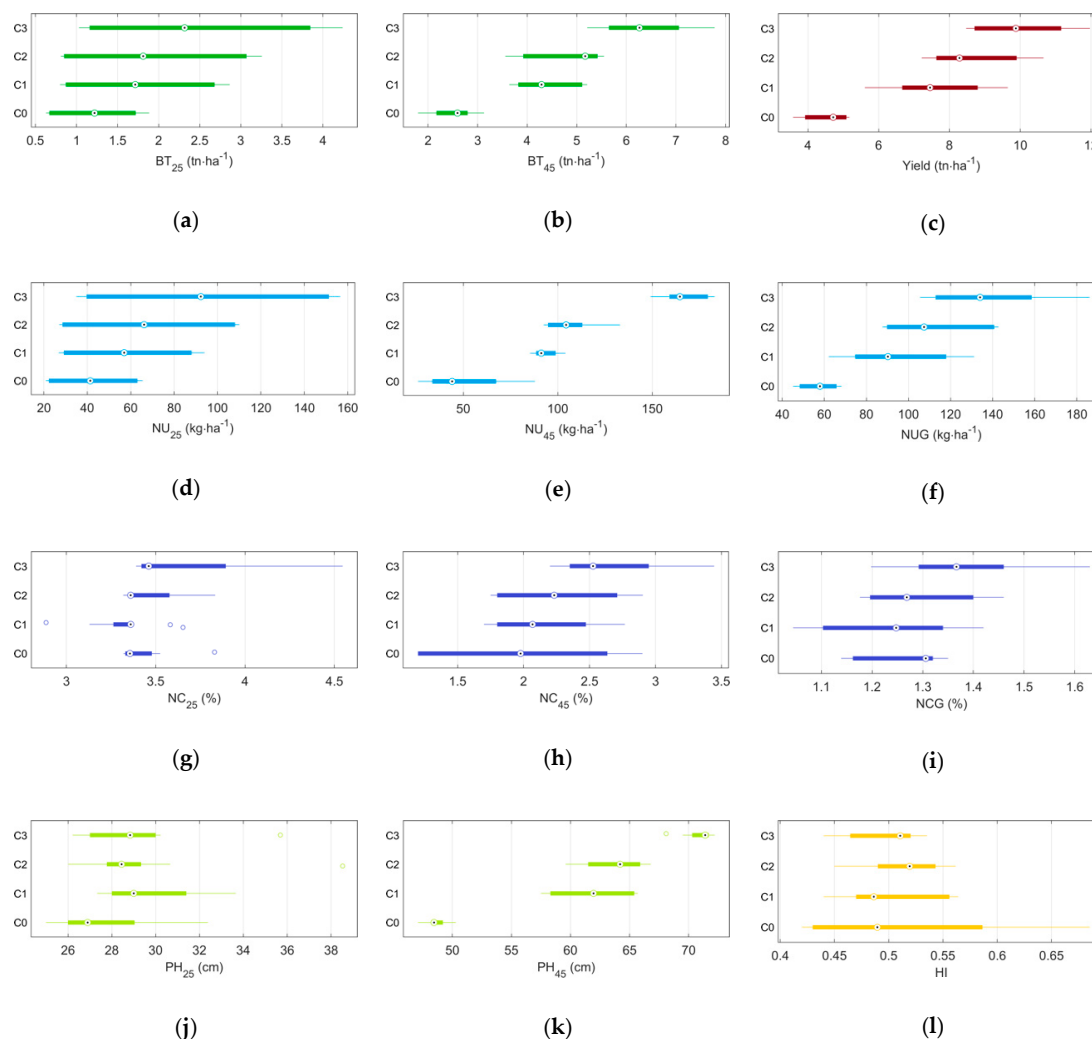 C3
C2
C1
C0
0.5 1 1.5 2 2.5 3 3.5 4
BT25 (tn·ha-1)
(a)
C3
C2
C1
C0
2 3 4 5 6 7 8
BT45 (tn·ha-1)
(b)
C3
C2
C1
C0
4 6 8 10 12
Yield (tn·ha-1)
(c)
C3
C2
C1
C0
20 40 60 80 100 120 140 160
NU25 (kg·ha-1)
(d)
C3
C2
C1
C0
50 100 150
NU45 (kg·ha-1)
(e)
C3
C2
C1
C0
40 60 80 100 120 140 160 180
NUG (kg·ha-1)
(f)
C3
C2
C1
C0
3 3.5 4 4.5
NC25 (%)
(g)
C3
C2
C1
C0
1.5 2 2.5 3 3.5
NC45 (%)
(h)
C3
C2
C1
C0
1.1 1.2 1.3 1.4 1.5 1.6
NCG (%)
(i)
C3
C2
C1
C0
26 28 30 32 34 36 38
PH25 (cm)
(j)
C3
C2
C1
C0
50 55 60 65 70
PH45 (cm)
(k)
C3
C2
C1
C0
0.4 0.45 0.5 0.55 0.6 0.65
HI
(l)